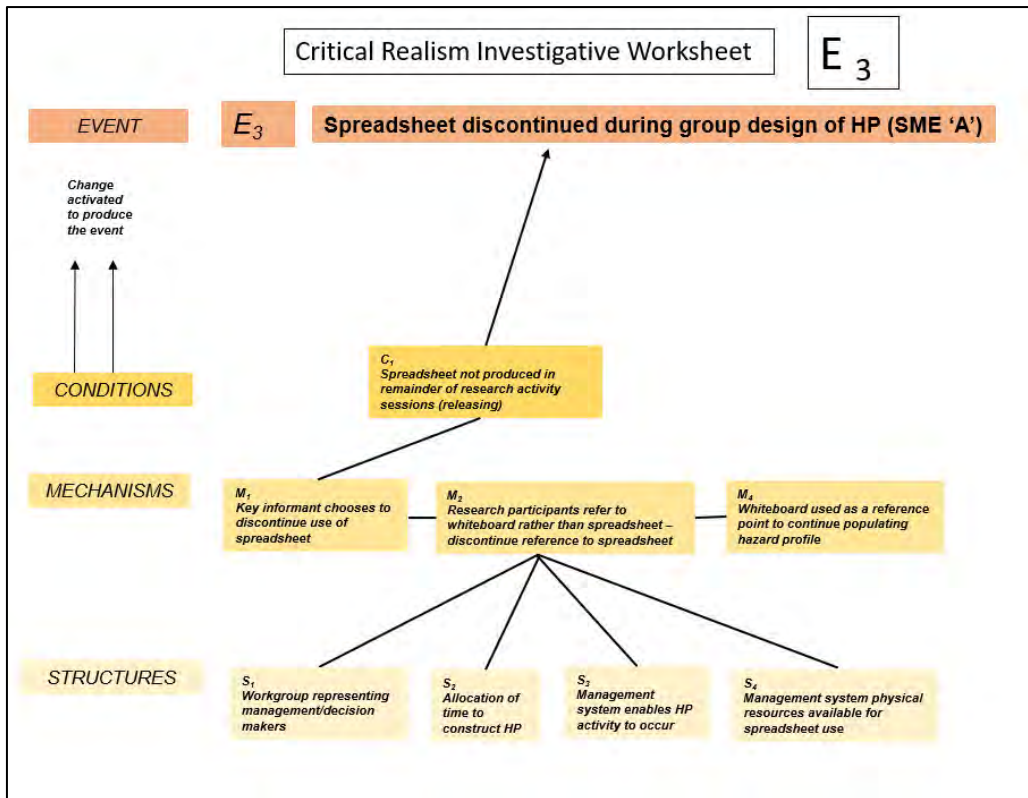 Critical Realism Investigative Worksheet
E 3
EVENT
E3
Spreadsheet discontinued during group design of HP (SME ‘A’)
Change
activated
to produce
the event
CONDITIONS
C1
Spreadsheet not produced in
remainder of research activity
sessions (releasing)
MECHANISMS
M1
Key informant chooses to
discontinue use of
spreadsheet
M2
Research participants refer to
whiteboard rather than spreadsheet –
discontinue reference to spreadsheet
M4
Whiteboard used as a reference
point to continue populating
hazard profile
STRUCTURES
S1
Workgroup representing
management/decision
makers
S2
Allocation of
time to
construct HP
S3
Management
system enables HP
activity to occur
S4
Management system physical
resources available for
spreadsheet use